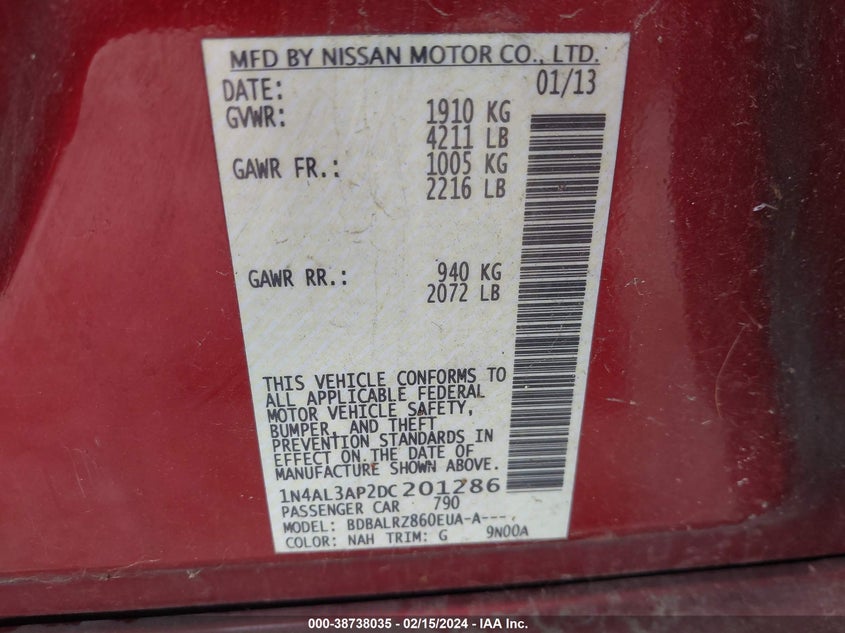 MFD BY NISSAN MOTOR CO., LTD.
DATE: 01/13
GVWR: 1910 KG
4211 LB
GAWR FR.: 1005 KG
2216 LB
GAWR RR.: 940 KG
2072 LB
THIS VEHICLE CONFORMS TO
ALL APPLICABLE FEDERAL
MOTOR VEHICLE SAFETY,
BUMPER, AND THEFT
PREVENTION STANDARDS IN
EFFECT ON THE DATE OF
MANUFACTURE SHOWN ABOVE.
1N4AL3AP2DC201286
PASSENGER CAR 790
MODEL: BDBALRZ860EUA-A----
COLOR: NAH TRIM: G 9N00A
000-38738035 - 02/15/2024 - IAA Inc.